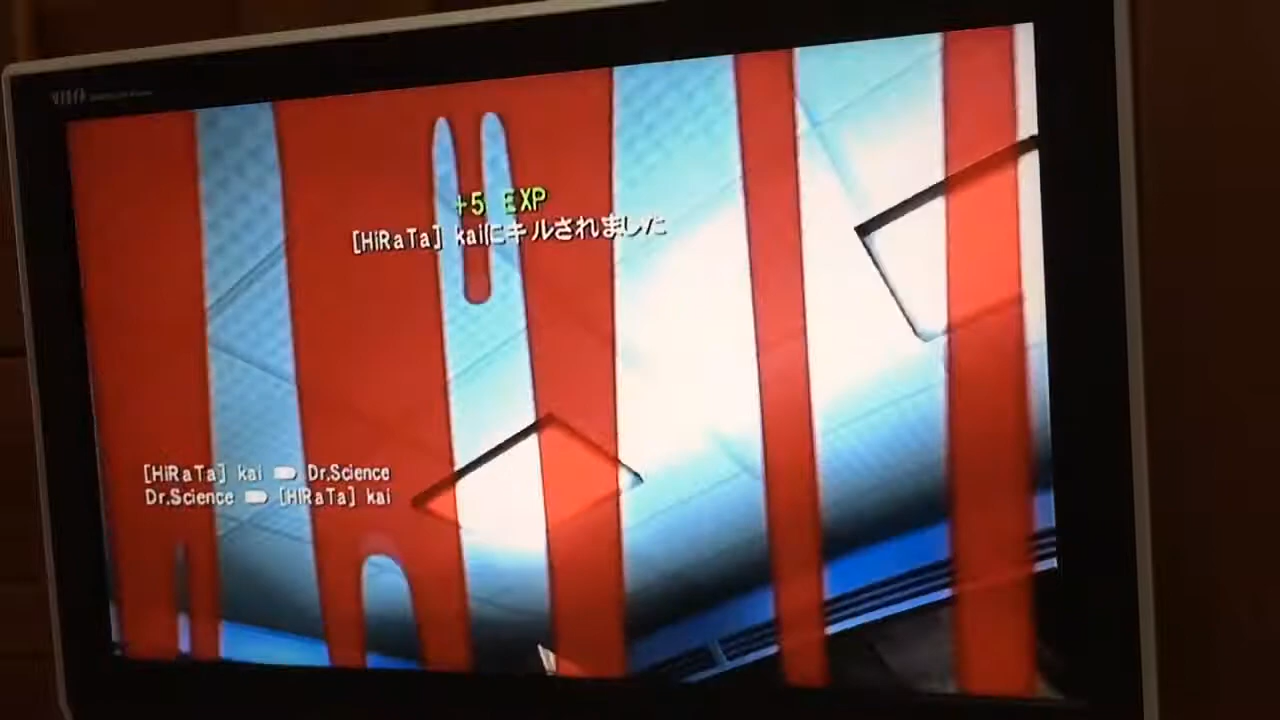 +5 EXP
[HiRaTa] kaiにキルされました
[HiRaTa] kai Dr.Science
Dr.Science [HiRaTa] kai